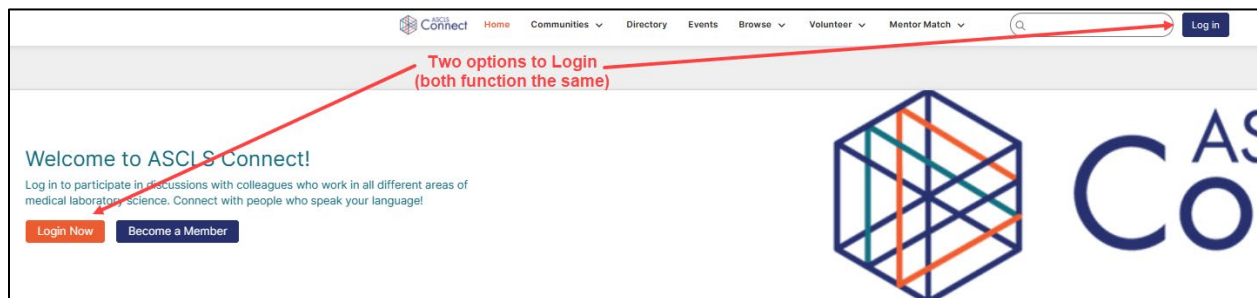 ASCLS
Connect Home Communities Directory Events Browse Volunteer Mentor Match Log in
Two options to Login
(both function the same)
Welcome to ASCLS Connect!
Log in to participate in discussions with colleagues who work in all different areas of
medical laboratory science. Connect with people who speak your language!
Login Now Become a Member
AS
Co